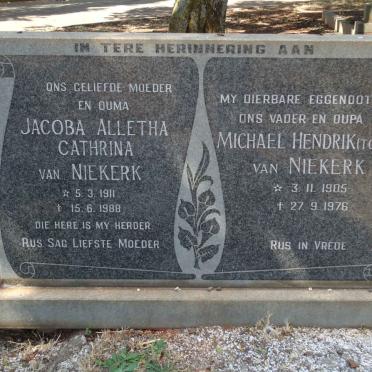 IN TERE HERINNERING AAN
ONS GELIEFDE MOEDER
EN OUMA
JACOBA ALLETHA
CATHRINA
VAN NIEKERK
☆ 5.3.1911
† 15.6.1988
DIE HERE IS MY HERDER
RUS SAG LIEFSTE MOEDER
MY DIERBARE EGGENOOT
ONS VADER EN OUPA
MICHAEL HENDRIK
VAN NIEKERK
☆ 3.11.1905
† 27.9.1976
RUS IN VREDE